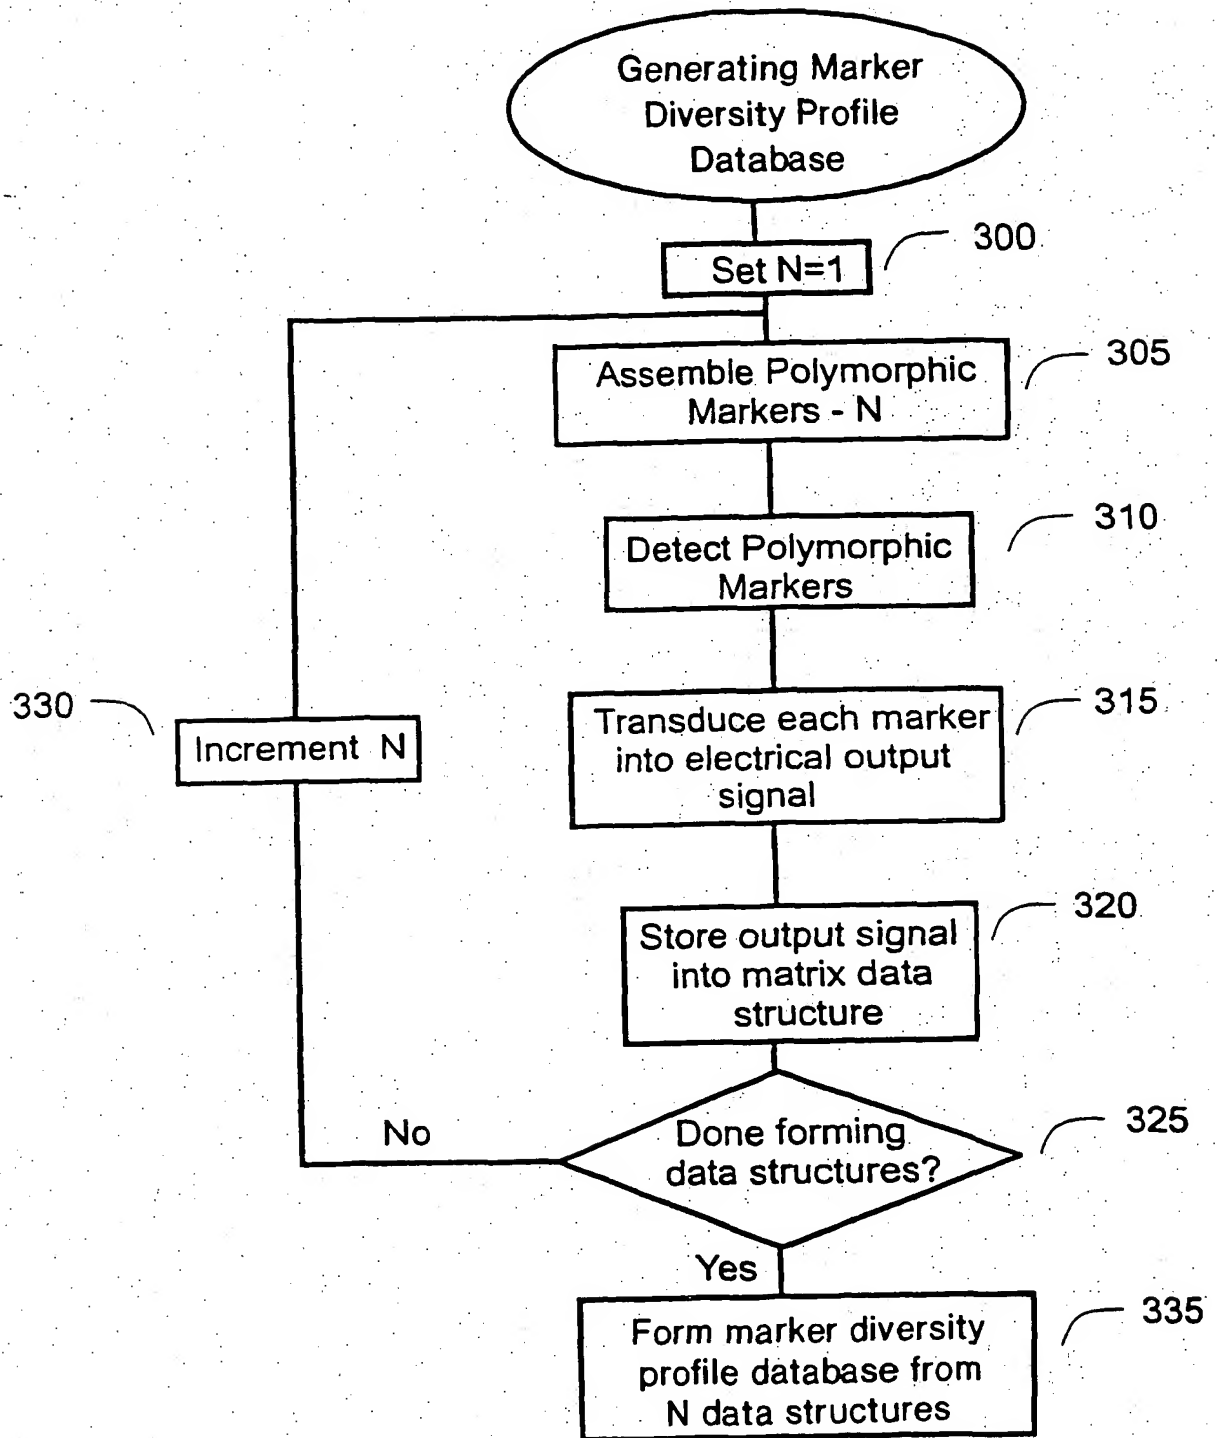 Generating Marker
Diversity Profile
Database
Set N=1
300
Assemble Polymorphic
Markers - N
305
Detect Polymorphic
Markers
310
Transduce each marker
into electrical output
signal
315
330
Increment N
Store output signal
into matrix data
structure
320
No
Done forming
data structures?
325
Yes
Form marker diversity
profile database from
N data structures
335